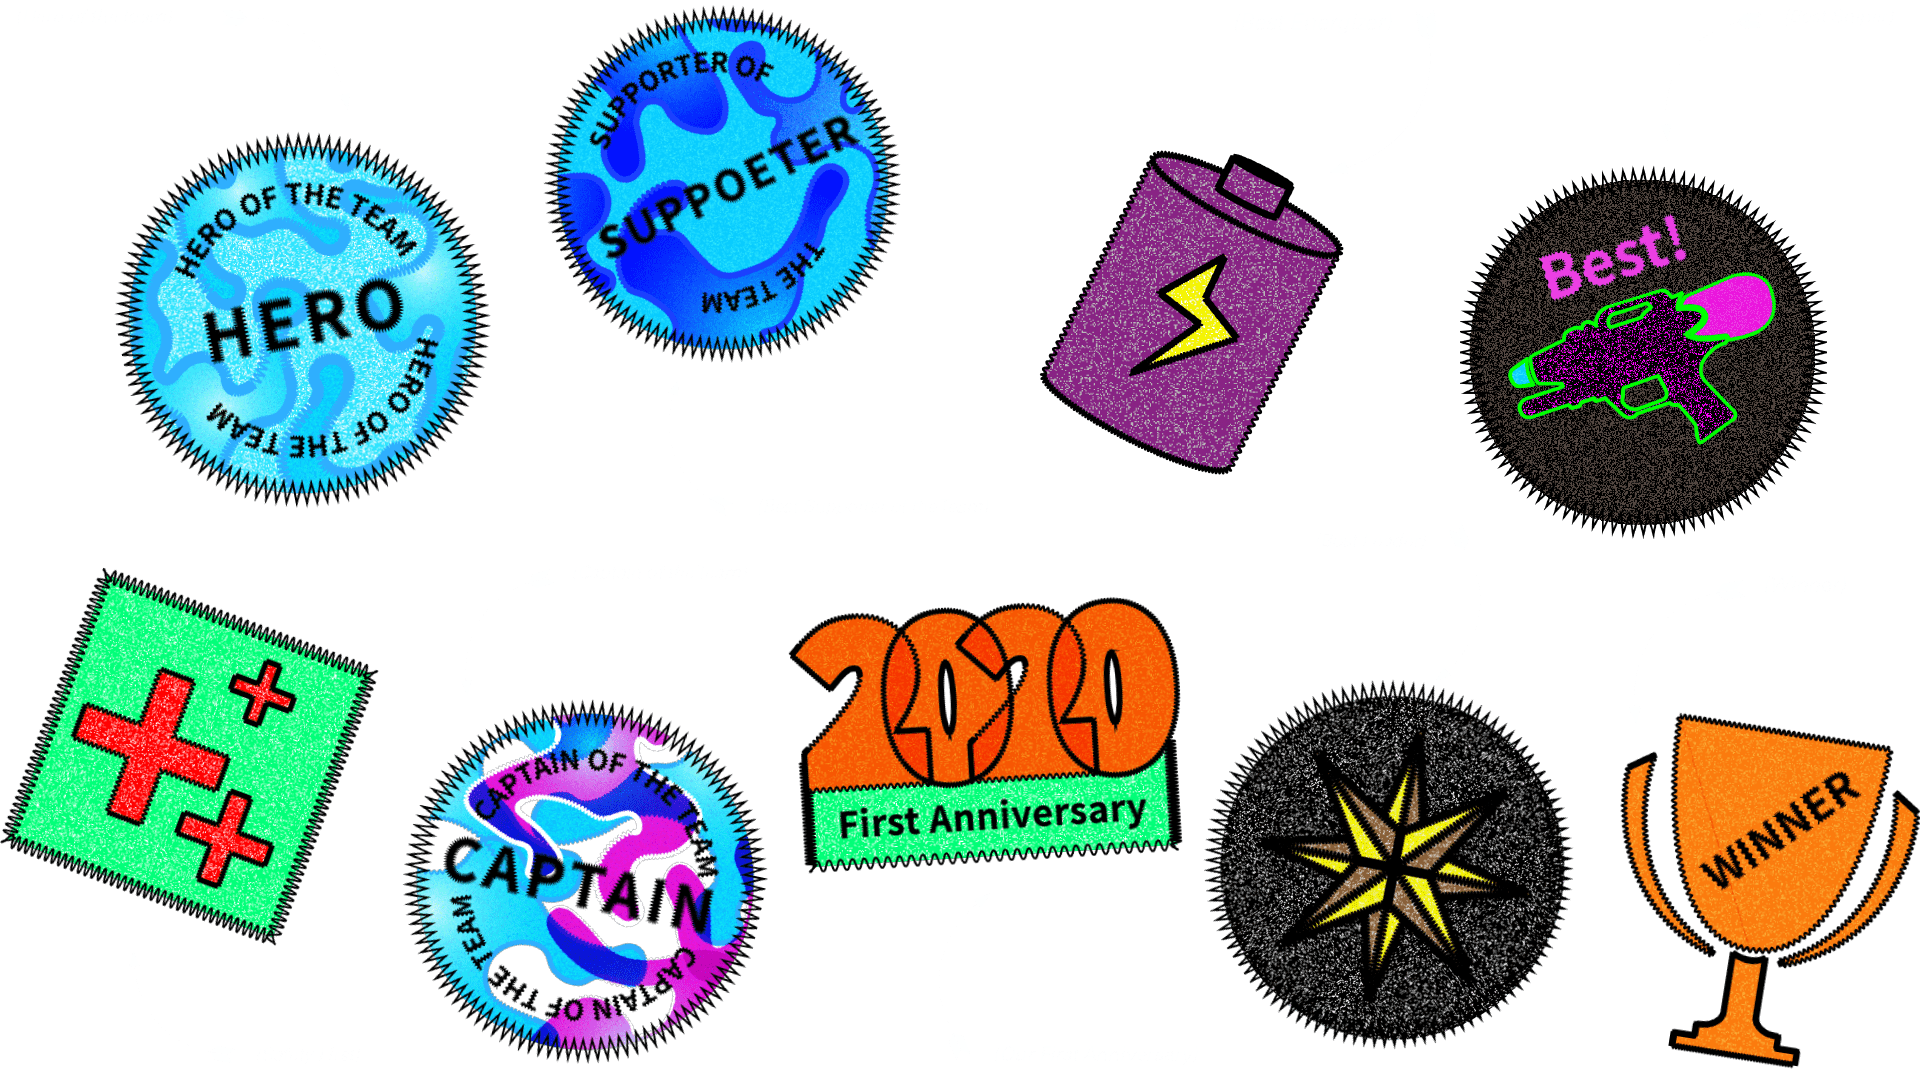 SUPPORTER OF
SUPPOETER
THE TEAM
HERO OF THE TEAM
HERO
HERO OF THE TEAM
Best!
2020
First Anniversary
CAPTAIN OF THE TEAM
CAPTAIN
CAPTAIN OF THE TEAM
WINNER